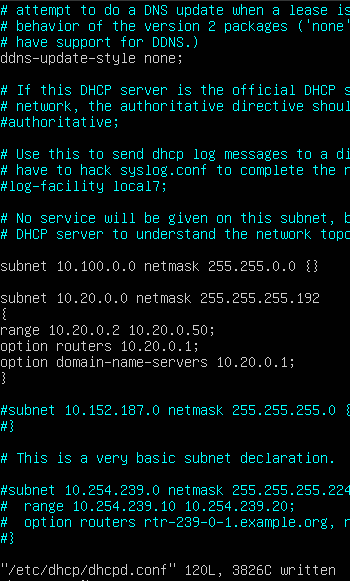 # attempt to do a DNS update when a lease is
# behavior of the version 2 packages ('none'
# have support for DDNS.)
ddns-update-style none;
# If this DHCP server is the official DHCP s
# network, the authoritative directive shoul
#authoritative;
# Use this to send dhcp log messages to a di
# have to hack syslog.conf to complete the r
#log-facility local7;
# No service will be given on this subnet, b
# DHCP server to understand the network topo
subnet 10.100.0.0 netmask 255.255.0.0 {}
subnet 10.20.0.0 netmask 255.255.255.192
{
range 10.20.0.2 10.20.0.50;
option routers 10.20.0.1;
option domain-name-servers 10.20.0.1;
}
#subnet 10.152.187.0 netmask 255.255.255.0 {
#}
# This is a very basic subnet declaration.
#subnet 10.254.239.0 netmask 255.255.255.224
#  range 10.254.239.10 10.254.239.20;
#  option routers rtr-239-0-1.example.org, r
#}
"/etc/dhcp/dhcpd.conf" 120L, 3826C written